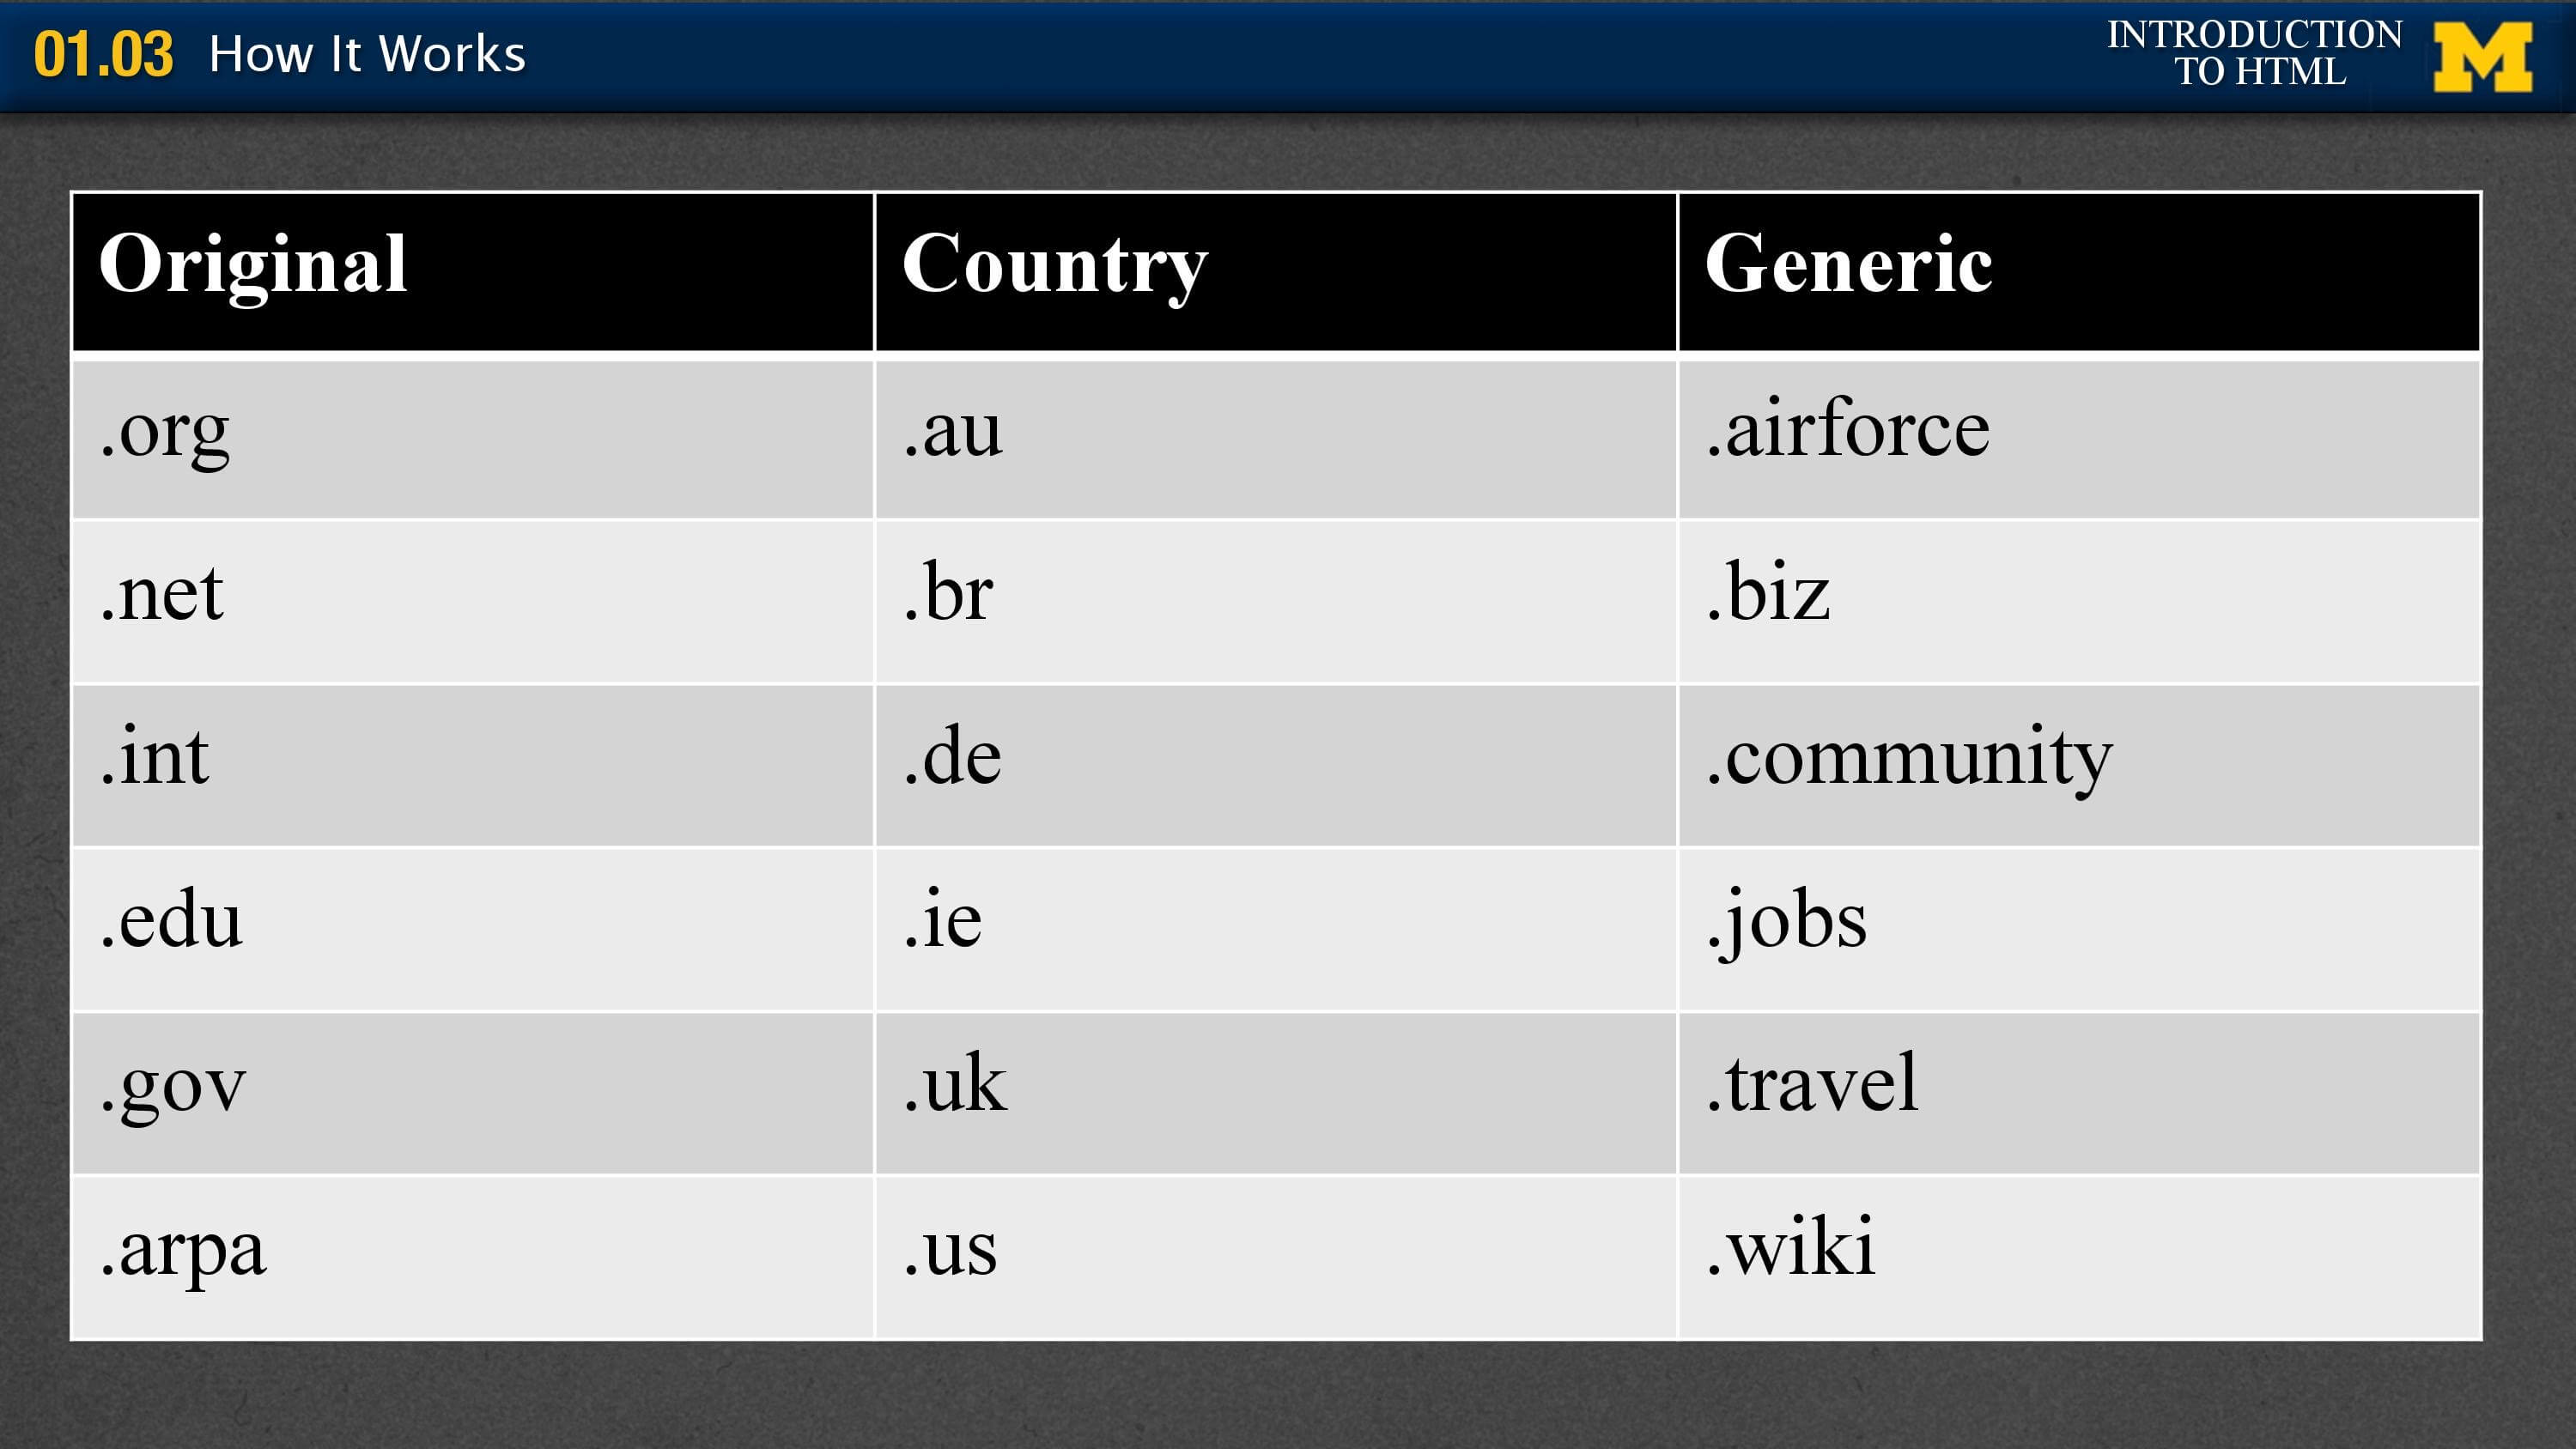 01.03 How It Works
INTRODUCTION
TO HTML
M
Original Country Generic
.org .au .airforce
.net .br .biz
.int .de .community
.edu .ie .jobs
.gov .uk .travel
.arpa .us .wiki